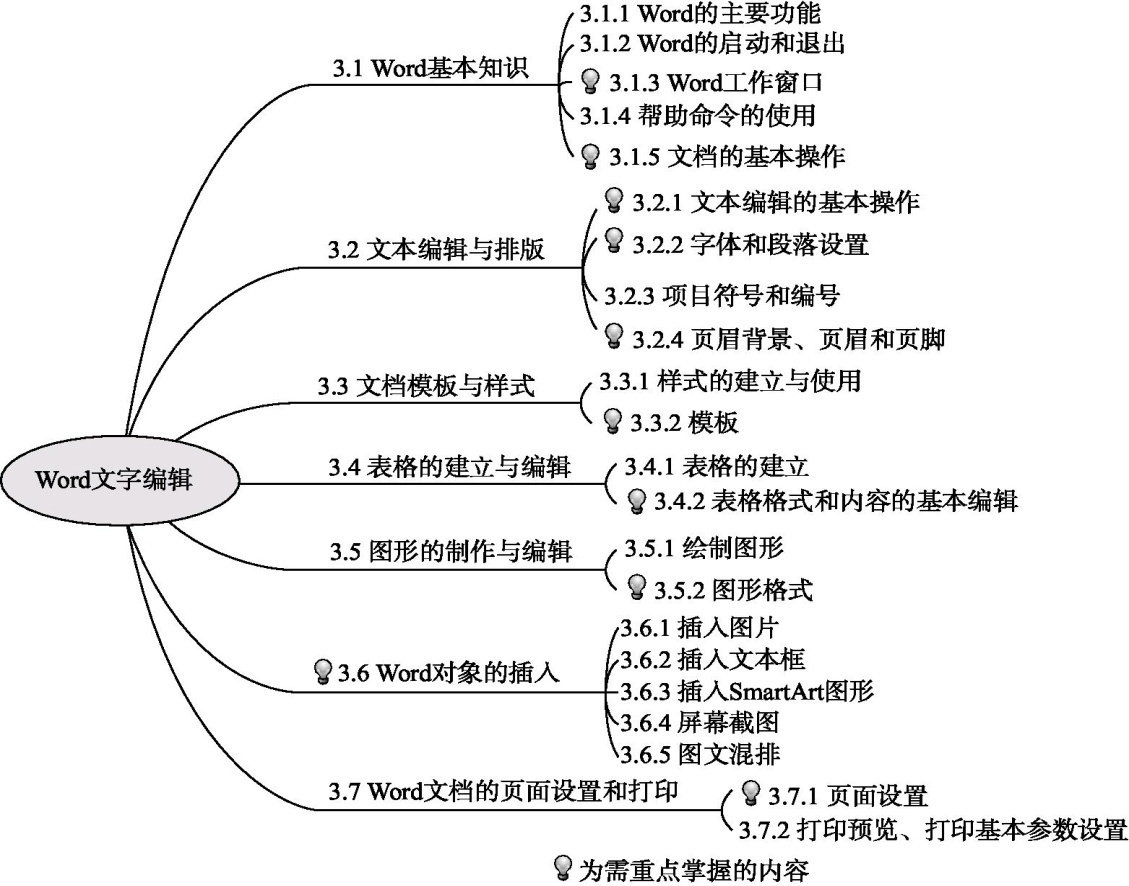 Word文字编辑
3.1 Word基本知识
3.1.1 Word的主要功能
3.1.2 Word的启动和退出
3.1.3 Word工作窗口
3.1.4 帮助命令的使用
3.1.5 文档的基本操作
3.2 文本编辑与排版
3.2.1 文本编辑的基本操作
3.2.2 字体和段落设置
3.2.3 项目符号和编号
3.2.4 页眉背景、页眉和页脚
3.3 文档模板与样式
3.3.1 样式的建立与使用
3.3.2 模板
3.4 表格的建立与编辑
3.4.1 表格的建立
3.4.2 表格格式和内容的基本编辑
3.5 图形的制作与编辑
3.5.1 绘制图形
3.5.2 图形格式
3.6 Word对象的插入
3.6.1 插入图片
3.6.2 插入文本框
3.6.3 插入SmartArt图形
3.6.4 屏幕截图
3.6.5 图文混排
3.7 Word文档的页面设置和打印
3.7.1 页面设置
3.7.2 打印预览、打印基本参数设置
为需重点掌握的内容